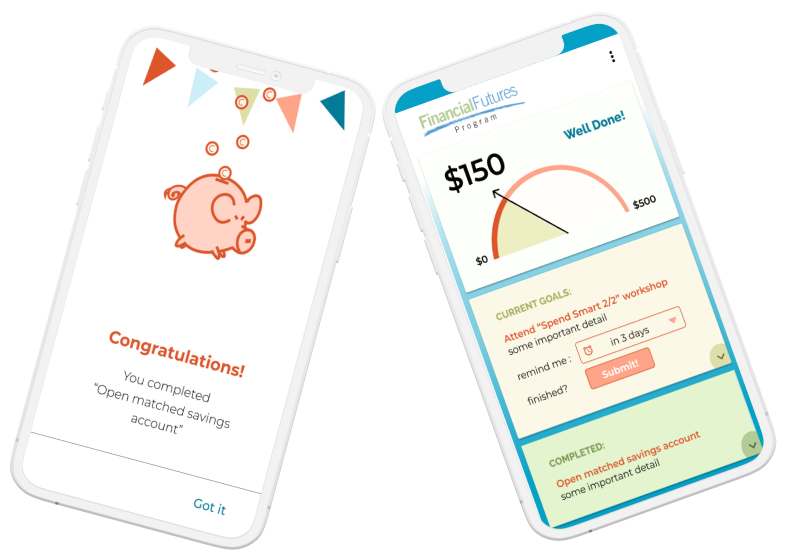 Congratulations!
You completed
“Open matched savings
account”
Got it
FinancialFutures
Program
Well Done!
$150
$0
$500
CURRENT GOALS:
Attend “Spend Smart 2/2” workshop
some important detail
remind me :
in 3 days
finished?
Submit!
COMPLETED:
Open matched savings account
some important detail